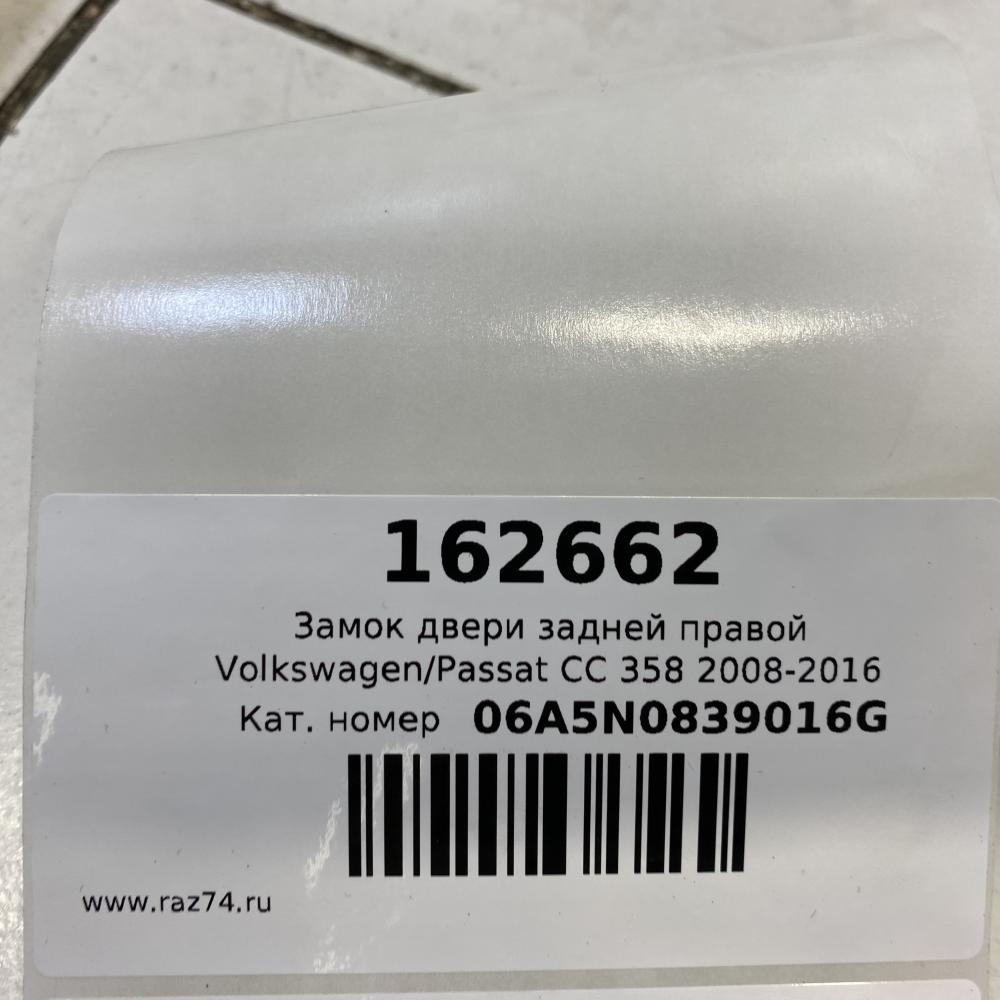 162662
Замок двери задней правой
Volkswagen/Passat CC 358 2008-2016
Кат. номер 06A5N0839016G
www.raz74.ru